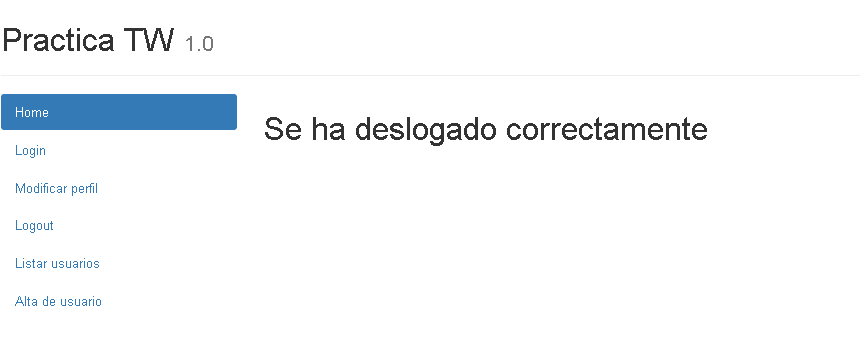 Practica TW 1.0
Home
Login
Modificar perfil
Logout
Listar usuarios
Alta de usuario
Se ha deslogado correctamente